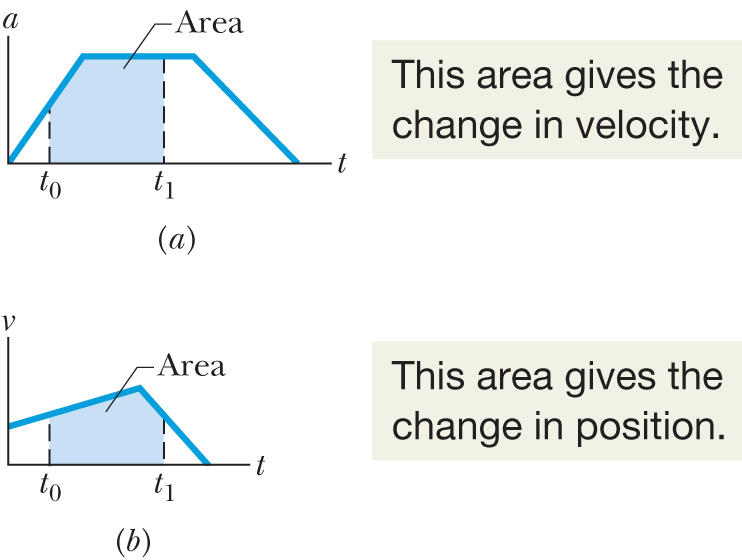 a
Area
This area gives the
change in velocity.
t
t0
t1
(a)
v
Area
This area gives the
change in position.
t
t0
t1
(b)